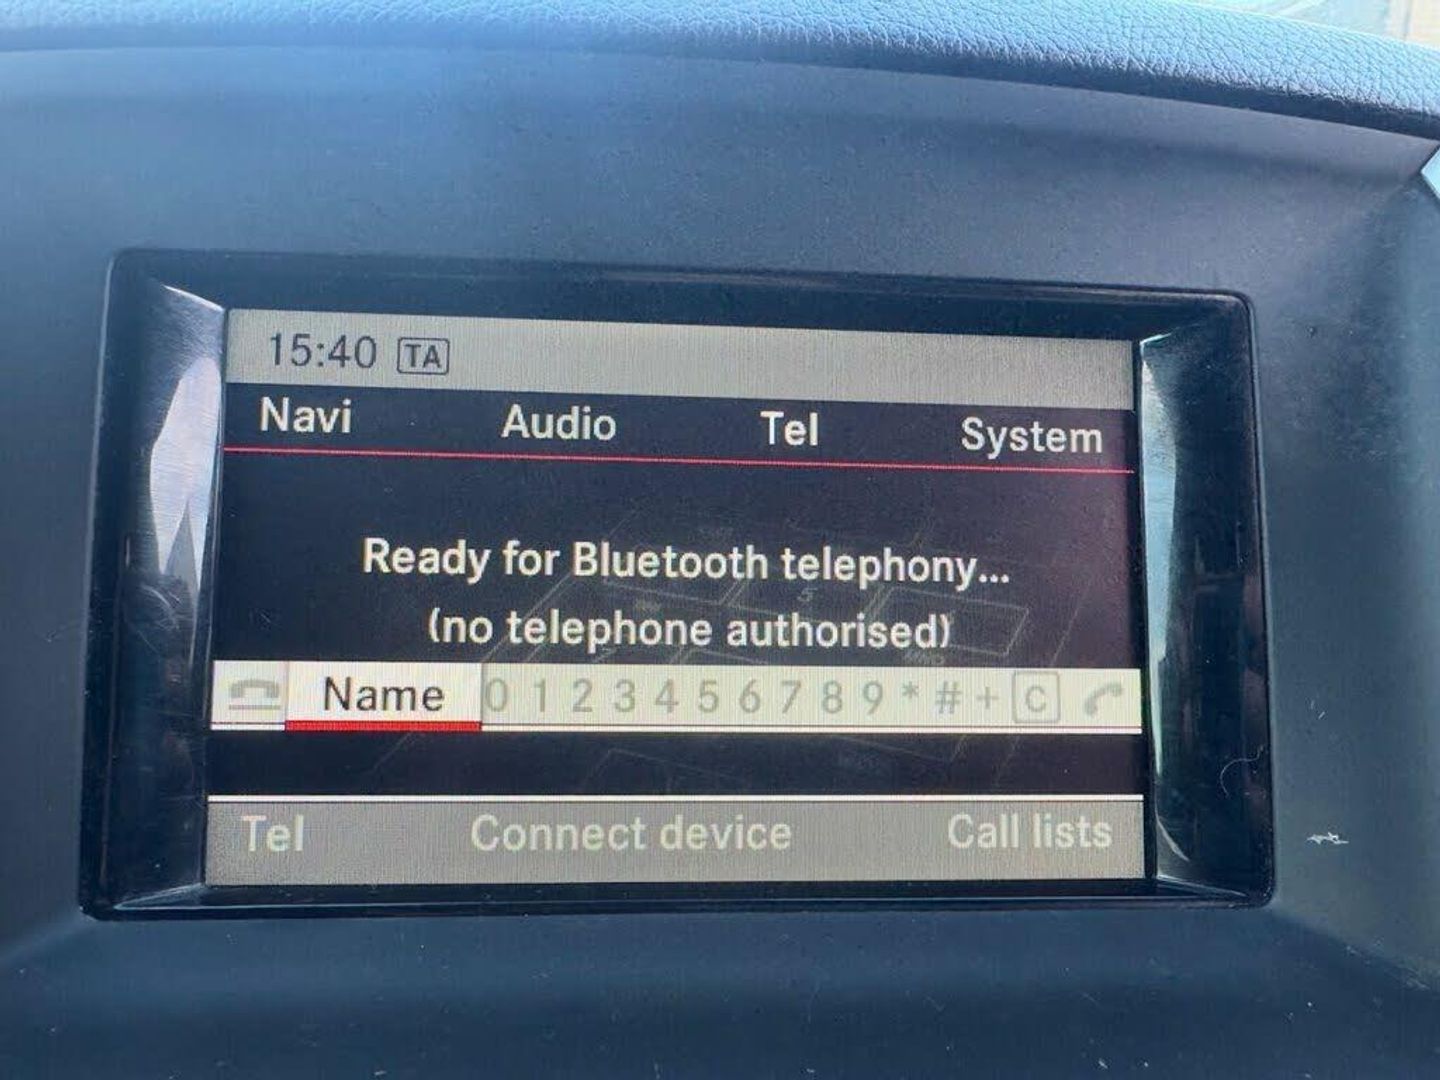 15:40 TA
Navi Audio Tel System
Ready for Bluetooth telephony...
(no telephone authorised)
Name 0 1 2 3 4 5 6 7 8 9 * # + C
Tel Connect device Call lists